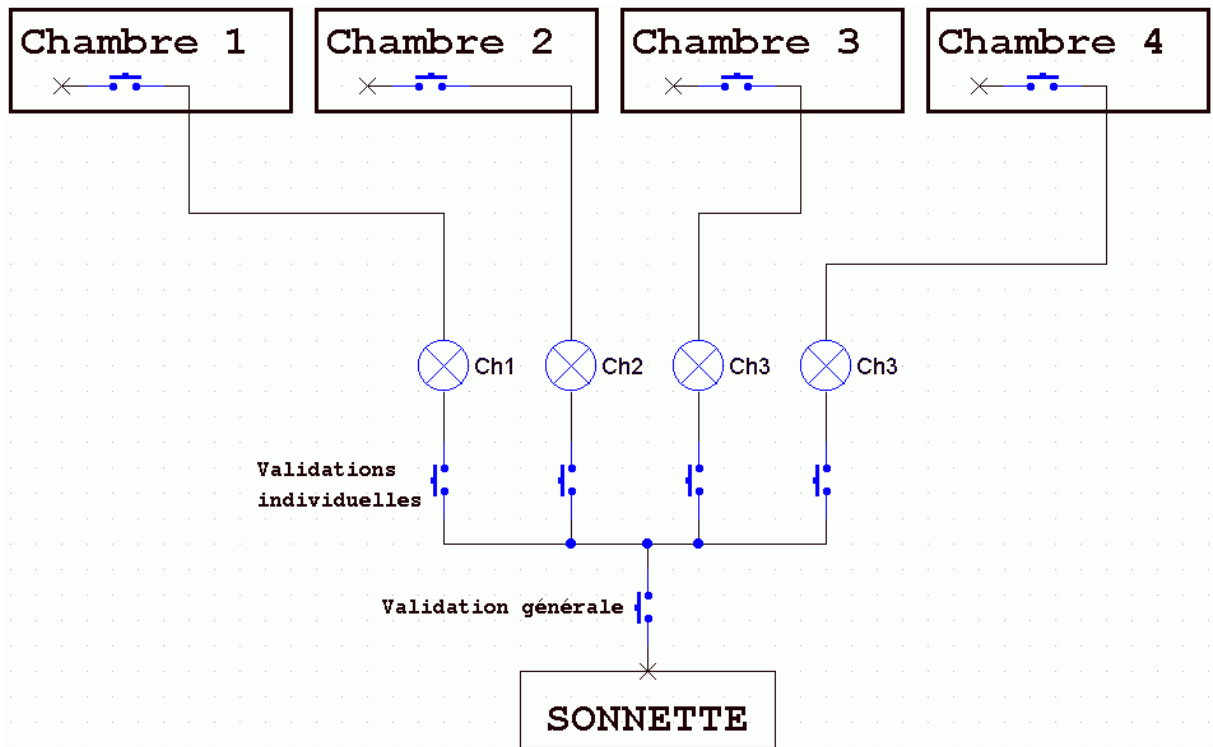 Chambre 1
Chambre 2
Chambre 3
Chambre 4
Ch1
Ch2
Ch3
Ch3
Validations
individuelles
Validation générale
SONNETTE